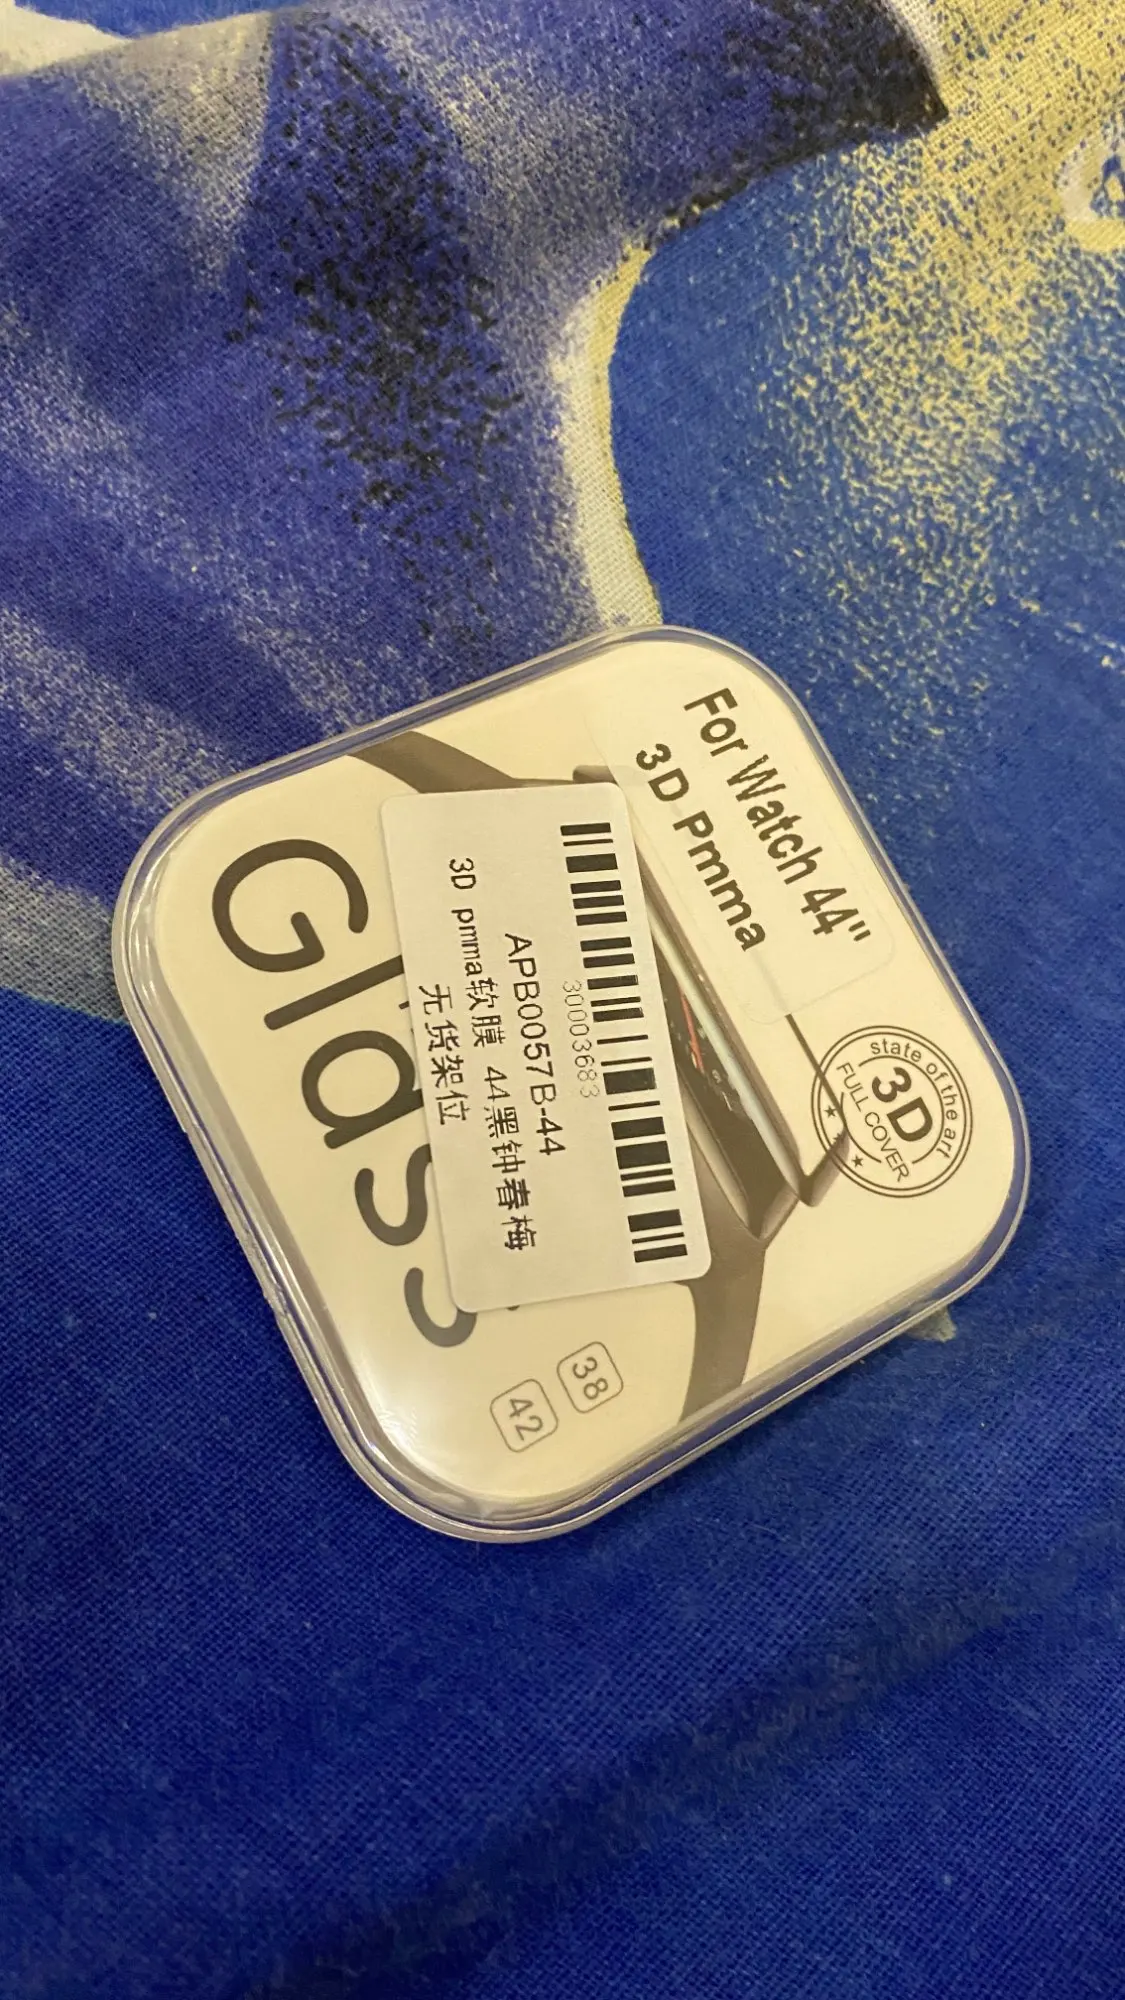 For Watch 44"
3D Pmma
state of the art
3D
FULL COVER
30003683
APB0057B-44
3D pmma软膜 44黑钟春梅
无货架位
Glass
38
42